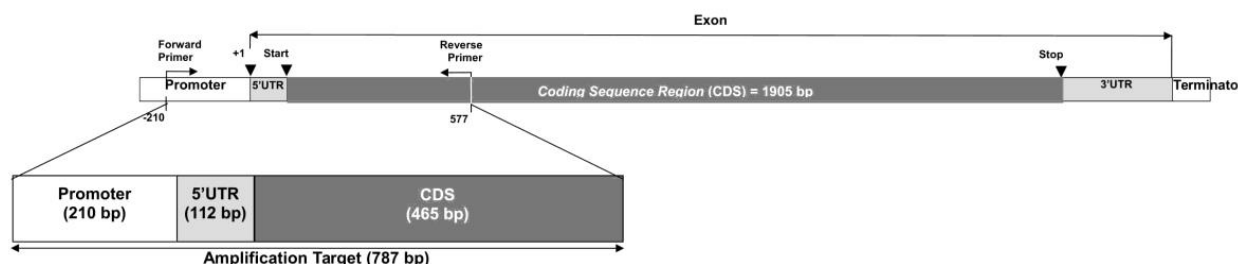 Exon
Forward
Primer
+1
Start
Reverse
Primer
Stop
Promoter
5'UTR
Coding Sequence Region (CDS) = 1905 bp
3'UTR
Terminato
-210
577
Promoter
(210 bp)
5'UTR
(112 bp)
CDS
(465 bp)
Amplification Target (787 bp)